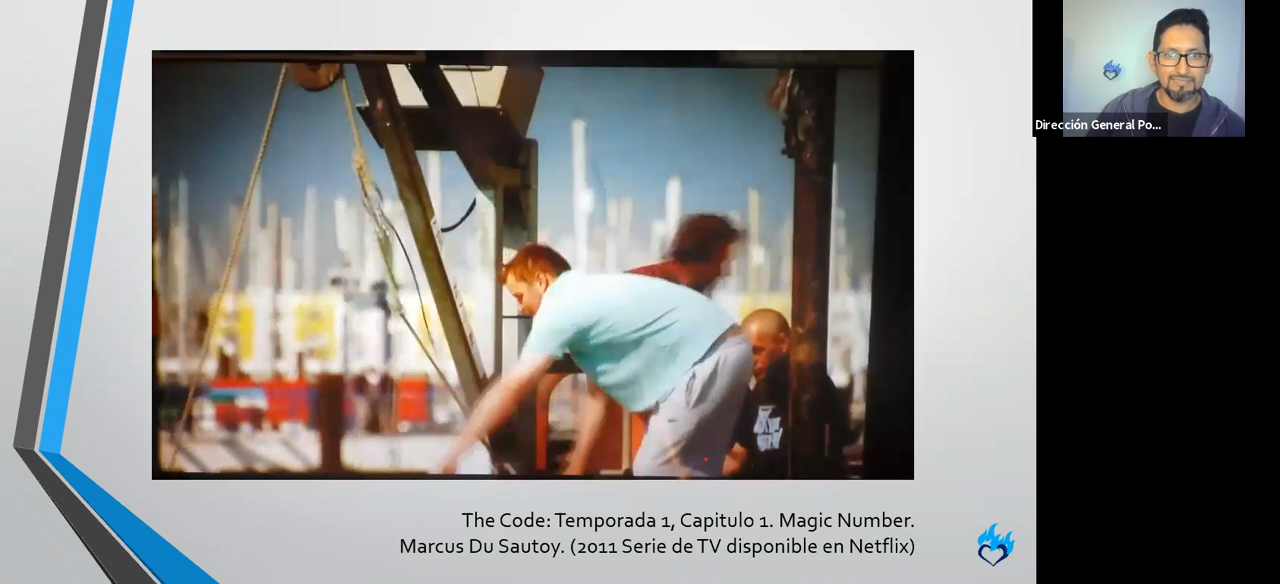 Dirección General Po...
The Code: Temporada 1, Capitulo 1. Magic Number.
Marcus Du Sautoy. (2011 Serie de TV disponible en Netflix)